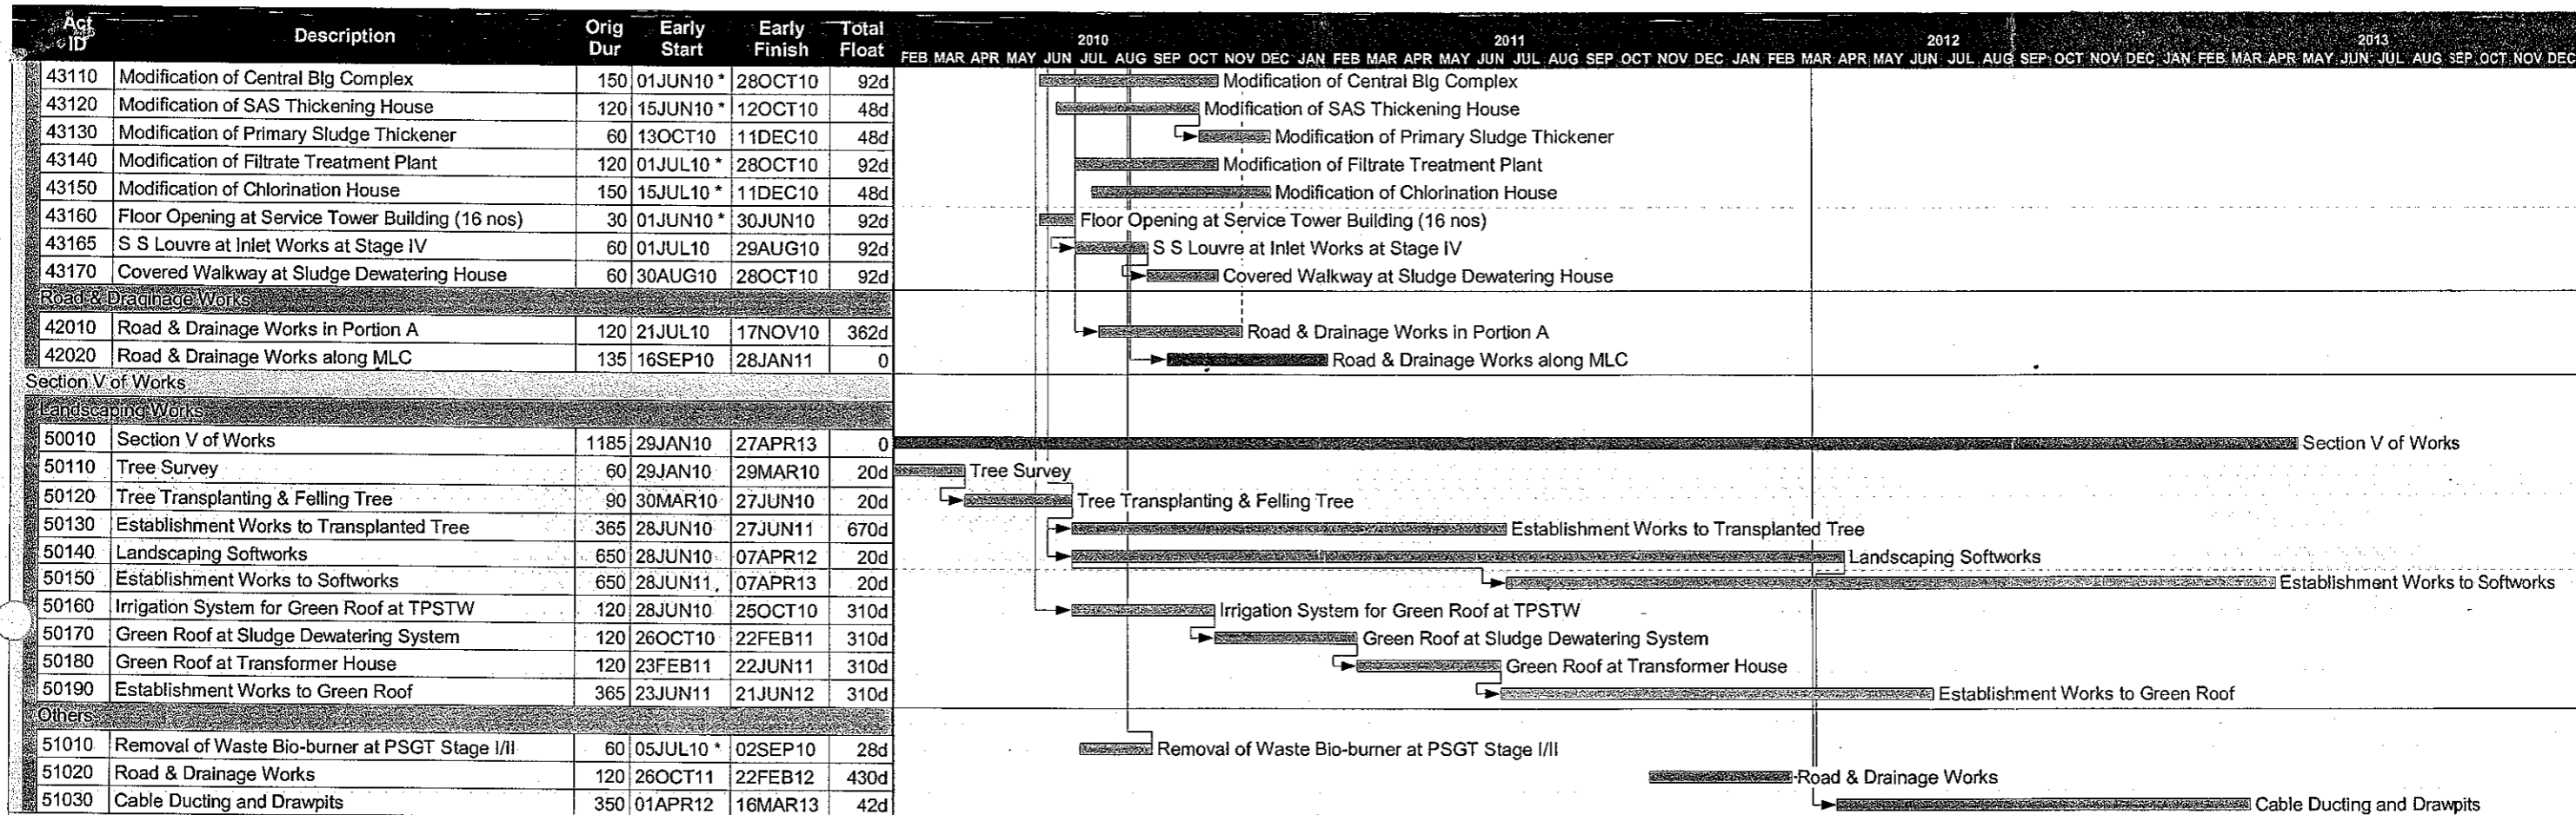 Act ID Description Orig Dur Early Start Early Finish Total Float
2010 2011 2012 2013
FEB MAR APR MAY JUN JUL AUG SEP OCT NOV DEC JAN FEB MAR APR MAY JUN JUL AUG SEP OCT NOV DEC JAN FEB MAR APR MAY JUN JUL AUG SEP OCT NOV DEC JAN FEB MAR APR MAY JUN JUL AUG SEP OCT NOV DEC
43110 Modification of Central Blg Complex 150 01JUN10 * 28OCT10 92d Modification of Central Blg Complex
43120 Modification of SAS Thickening House 120 15JUN10 * 12OCT10 48d Modification of SAS Thickening House
43130 Modification of Primary Sludge Thickener 60 13OCT10 11DEC10 48d Modification of Primary Sludge Thickener
43140 Modification of Filtrate Treatment Plant 120 01JUL10 * 28OCT10 92d Modification of Filtrate Treatment Plant
43150 Modification of Chlorination House 150 15JUL10 * 11DEC10 48d Modification of Chlorination House
43160 Floor Opening at Service Tower Building (16 nos) 30 01JUN10 * 30JUN10 92d Floor Opening at Service Tower Building (16 nos)
43165 S S Louvre at Inlet Works at Stage IV 60 01JUL10 29AUG10 92d S S Louvre at Inlet Works at Stage IV
43170 Covered Walkway at Sludge Dewatering House 60 30AUG10 28OCT10 92d Covered Walkway at Sludge Dewatering House
Road & Draginage Works
42010 Road & Drainage Works in Portion A 120 21JUL10 17NOV10 362d Road & Drainage Works in Portion A
42020 Road & Drainage Works along MLC 135 16SEP10 28JAN11 0 Road & Drainage Works along MLC
Section V of Works
Landscaping Works
50010 Section V of Works 1185 29JAN10 27APR13 0 Section V of Works
50110 Tree Survey 60 29JAN10 29MAR10 20d Tree Survey
50120 Tree Transplanting & Felling Tree 90 30MAR10 27JUN10 20d Tree Transplanting & Felling Tree
50130 Establishment Works to Transplanted Tree 365 28JUN10 27JUN11 670d Establishment Works to Transplanted Tree
50140 Landscaping Softworks 650 28JUN10 07APR12 20d Landscaping Softworks
50150 Establishment Works to Softworks 650 28JUN11 07APR13 20d Establishment Works to Softworks
50160 Irrigation System for Green Roof at TPSTW 120 28JUN10 25OCT10 310d Irrigation System for Green Roof at TPSTW
50170 Green Roof at Sludge Dewatering System 120 26OCT10 22FEB11 310d Green Roof at Sludge Dewatering System
50180 Green Roof at Transformer House 120 23FEB11 22JUN11 310d Green Roof at Transformer House
50190 Establishment Works to Green Roof 365 23JUN11 21JUN12 310d Establishment Works to Green Roof
Others
51010 Removal of Waste Bio-burner at PSGT Stage I/II 60 05JUL10 * 02SEP10 28d Removal of Waste Bio-burner at PSGT Stage I/II
51020 Road & Drainage Works 120 26OCT11 22FEB12 430d Road & Drainage Works
51030 Cable Ducting and Drawpits 350 01APR12 16MAR13 42d Cable Ducting and Drawpits